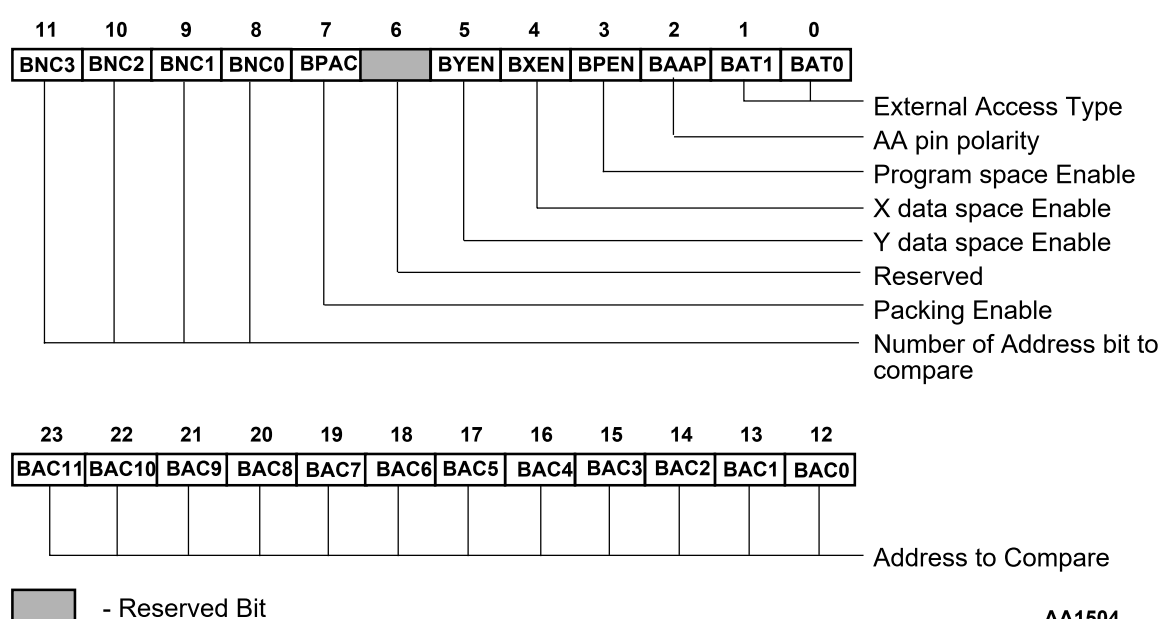 11 10 9 8 7 6 5 4 3 2 1 0
BNC3 BNC2 BNC1 BNC0 BPAC BYEN BXEN BPEN BAAP BAT1 BAT0
External Access Type
AA pin polarity
Program space Enable
X data space Enable
Y data space Enable
Reserved
Packing Enable
Number of Address bit to
compare
23 22 21 20 19 18 17 16 15 14 13 12
BAC11 BAC10 BAC9 BAC8 BAC7 BAC6 BAC5 BAC4 BAC3 BAC2 BAC1 BAC0
Address to Compare
- Reserved Bit
AA1504